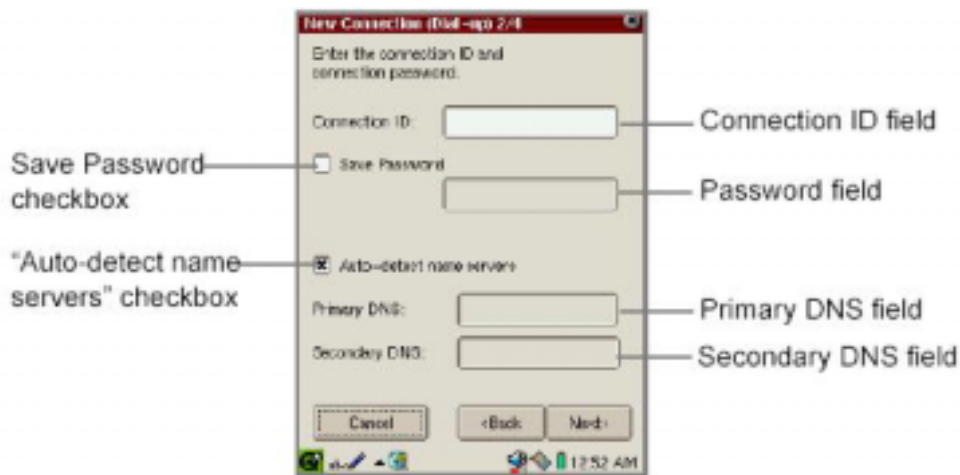 New Connection (Dial-up) 2/4
Enter the connection ID and
connection password.
Connection ID:
Connection ID field
Save Password
checkbox
Save Password
Password field
"Auto-detect name
servers" checkbox
Auto-detect name servers
Primary DNS:
Primary DNS field
Secondary DNS:
Secondary DNS field
Cancel
<Back
Next>
12:52 AM